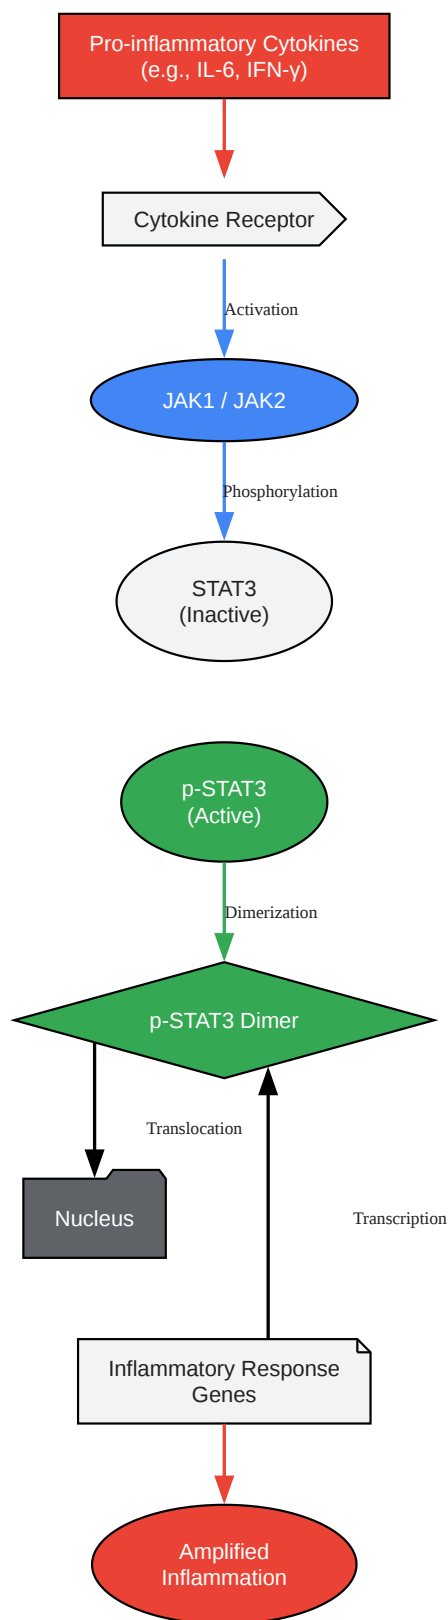 Pro-inflammatory Cytokines
(e.g., IL-6, IFN-γ)
Cytokine Receptor
Activation
JAK1 / JAK2
Phosphorylation
STAT3
(Inactive)
p-STAT3
(Active)
Dimerization
p-STAT3 Dimer
Translocation
Nucleus
Transcription
Inflammatory Response
Genes
Amplified
Inflammation